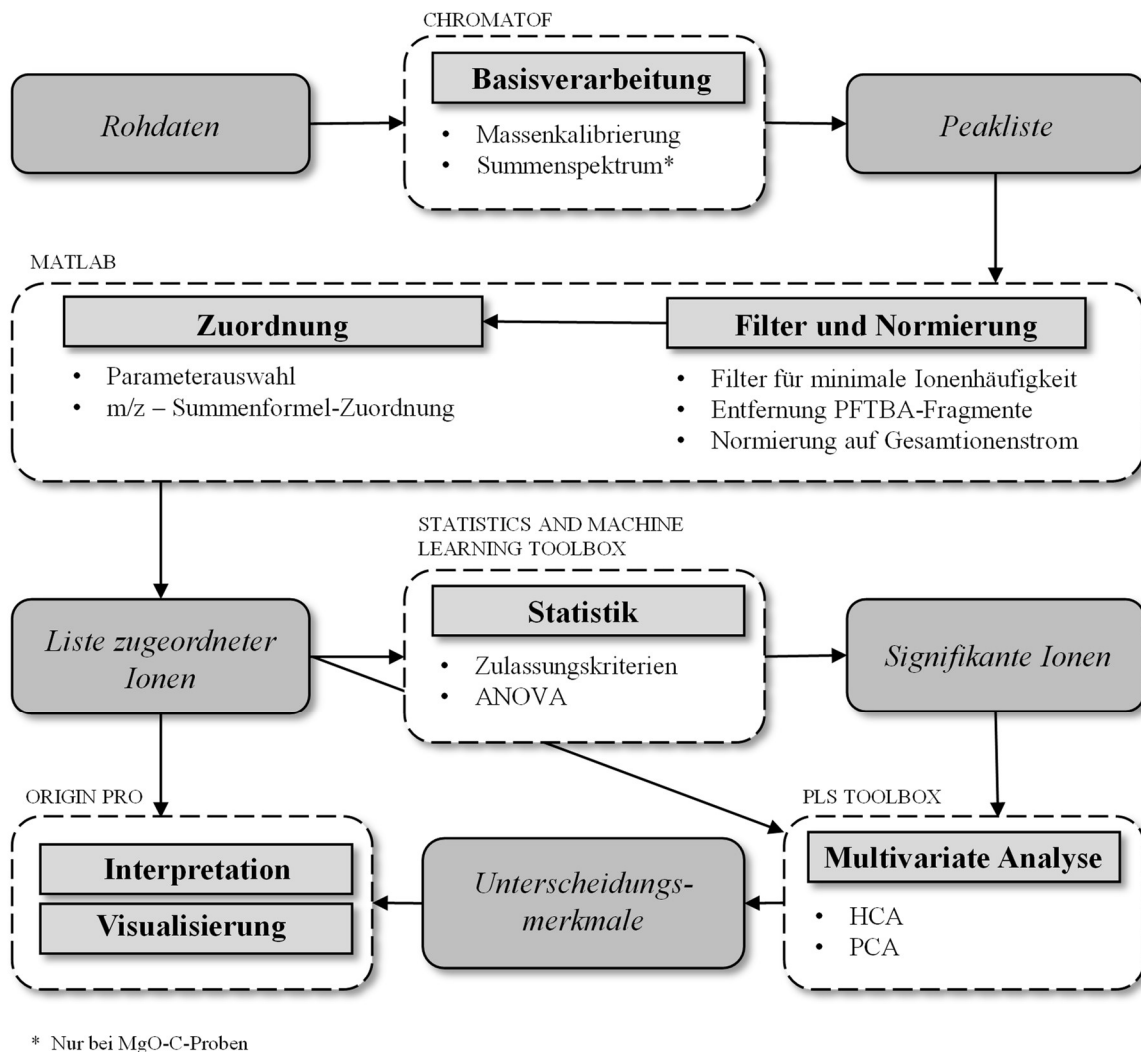 CHROMATOF
Rohdaten
Basisverarbeitung
• Massenkalibrierung
• Summenspektrum*
Peakliste
MATLAB
Zuordnung
• Parameterauswahl
• m/z – Summenformel-Zuordnung
Filter und Normierung
• Filter für minimale Ionenhäufigkeit
• Entfernung PFTBA-Fragmente
• Normierung auf Gesamtionenstrom
STATISTICS AND MACHINE
LEARNING TOOLBOX
Liste zugeordneter
Ionen
Statistik
• Zulassungskriterien
• ANOVA
Signifikante Ionen
ORIGIN PRO
Interpretation
Visualisierung
Unterscheidungs-
merkmale
PLS TOOLBOX
Multivariate Analyse
• HCA
• PCA
* Nur bei MgO-C-Proben